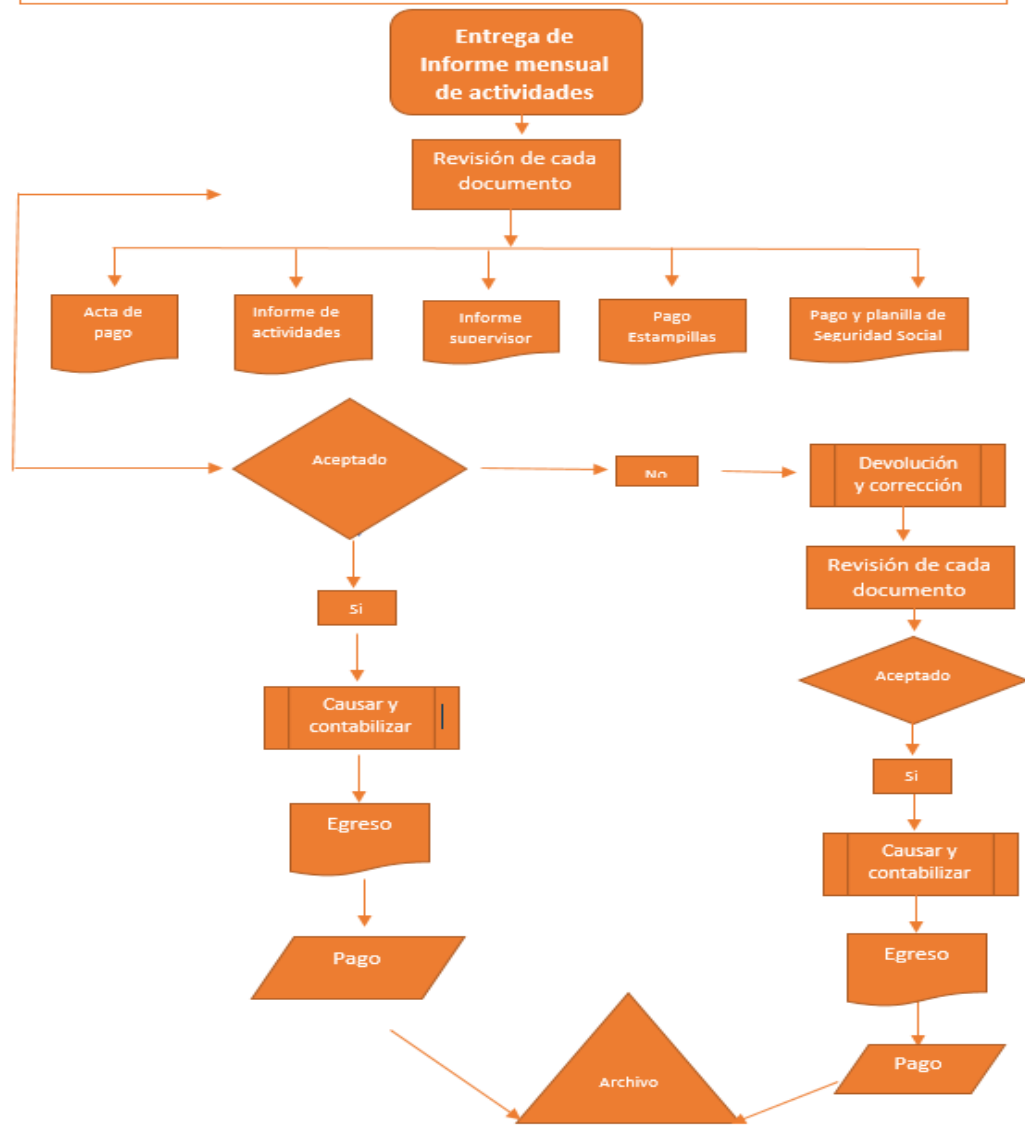 Entrega de
Informe mensual
de actividades
Revisión de cada
documento
Acta de
pago
Informe de
actividades
Informe
supervisor
Pago
Estampillas
Pago y planilla de
Seguridad Social
Aceptado
No
Devolución
y corrección
Revisión de cada
documento
Si
Aceptado
Causar y
contabilizar
Si
Egreso
Causar y
contabilizar
Pago
Egreso
Archivo
Pago